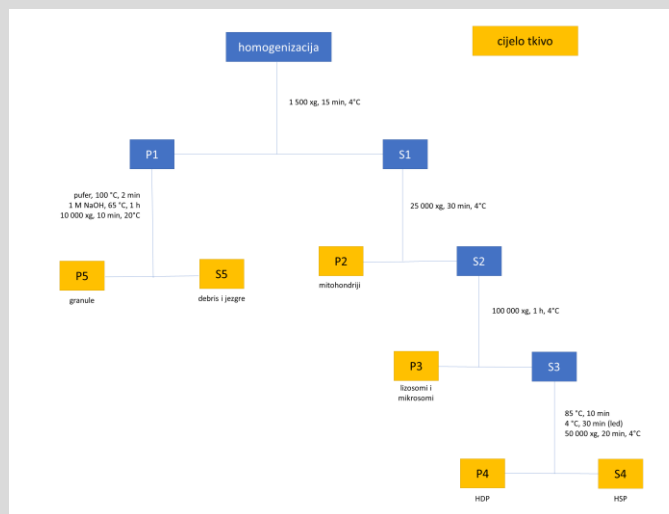 homogenizacija
cijelo tkivo
1 500 xg, 15 min, 4°C
P1
S1
pufer, 100 °C, 2 min
1 M NaOH, 65 °C, 1 h
10 000 xg, 10 min, 20°C
25 000 xg, 30 min, 4°C
P5
S5
P2
S2
granule
debris i jezgre
mitohondriji
100 000 xg, 1 h, 4°C
P3
S3
lizosomi i
mikrosomi
85 °C, 10 min
4 °C, 30 min (led)
50 000 xg, 20 min, 4°C
P4
S4
HDP
HSP